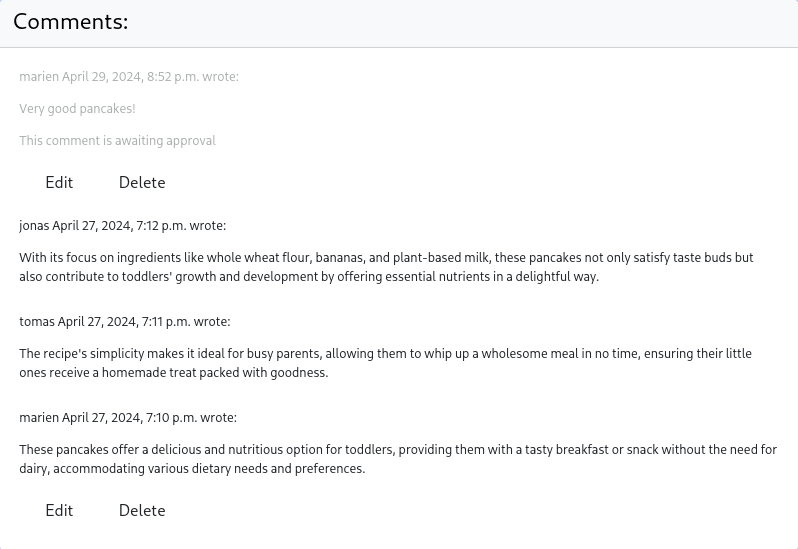 Comments:
marien April 29, 2024, 8:52 p.m. wrote:
Very good pancakes!
This comment is awaiting approval
Edit Delete
jonas April 27, 2024, 7:12 p.m. wrote:
With its focus on ingredients like whole wheat flour, bananas, and plant-based milk, these pancakes not only satisfy taste buds but
also contribute to toddlers' growth and development by offering essential nutrients in a delightful way.
tomas April 27, 2024, 7:11 p.m. wrote:
The recipe's simplicity makes it ideal for busy parents, allowing them to whip up a wholesome meal in no time, ensuring their little
ones receive a homemade treat packed with goodness.
marien April 27, 2024, 7:10 p.m. wrote:
These pancakes offer a delicious and nutritious option for toddlers, providing them with a tasty breakfast or snack without the need for
dairy, accommodating various dietary needs and preferences.
Edit Delete